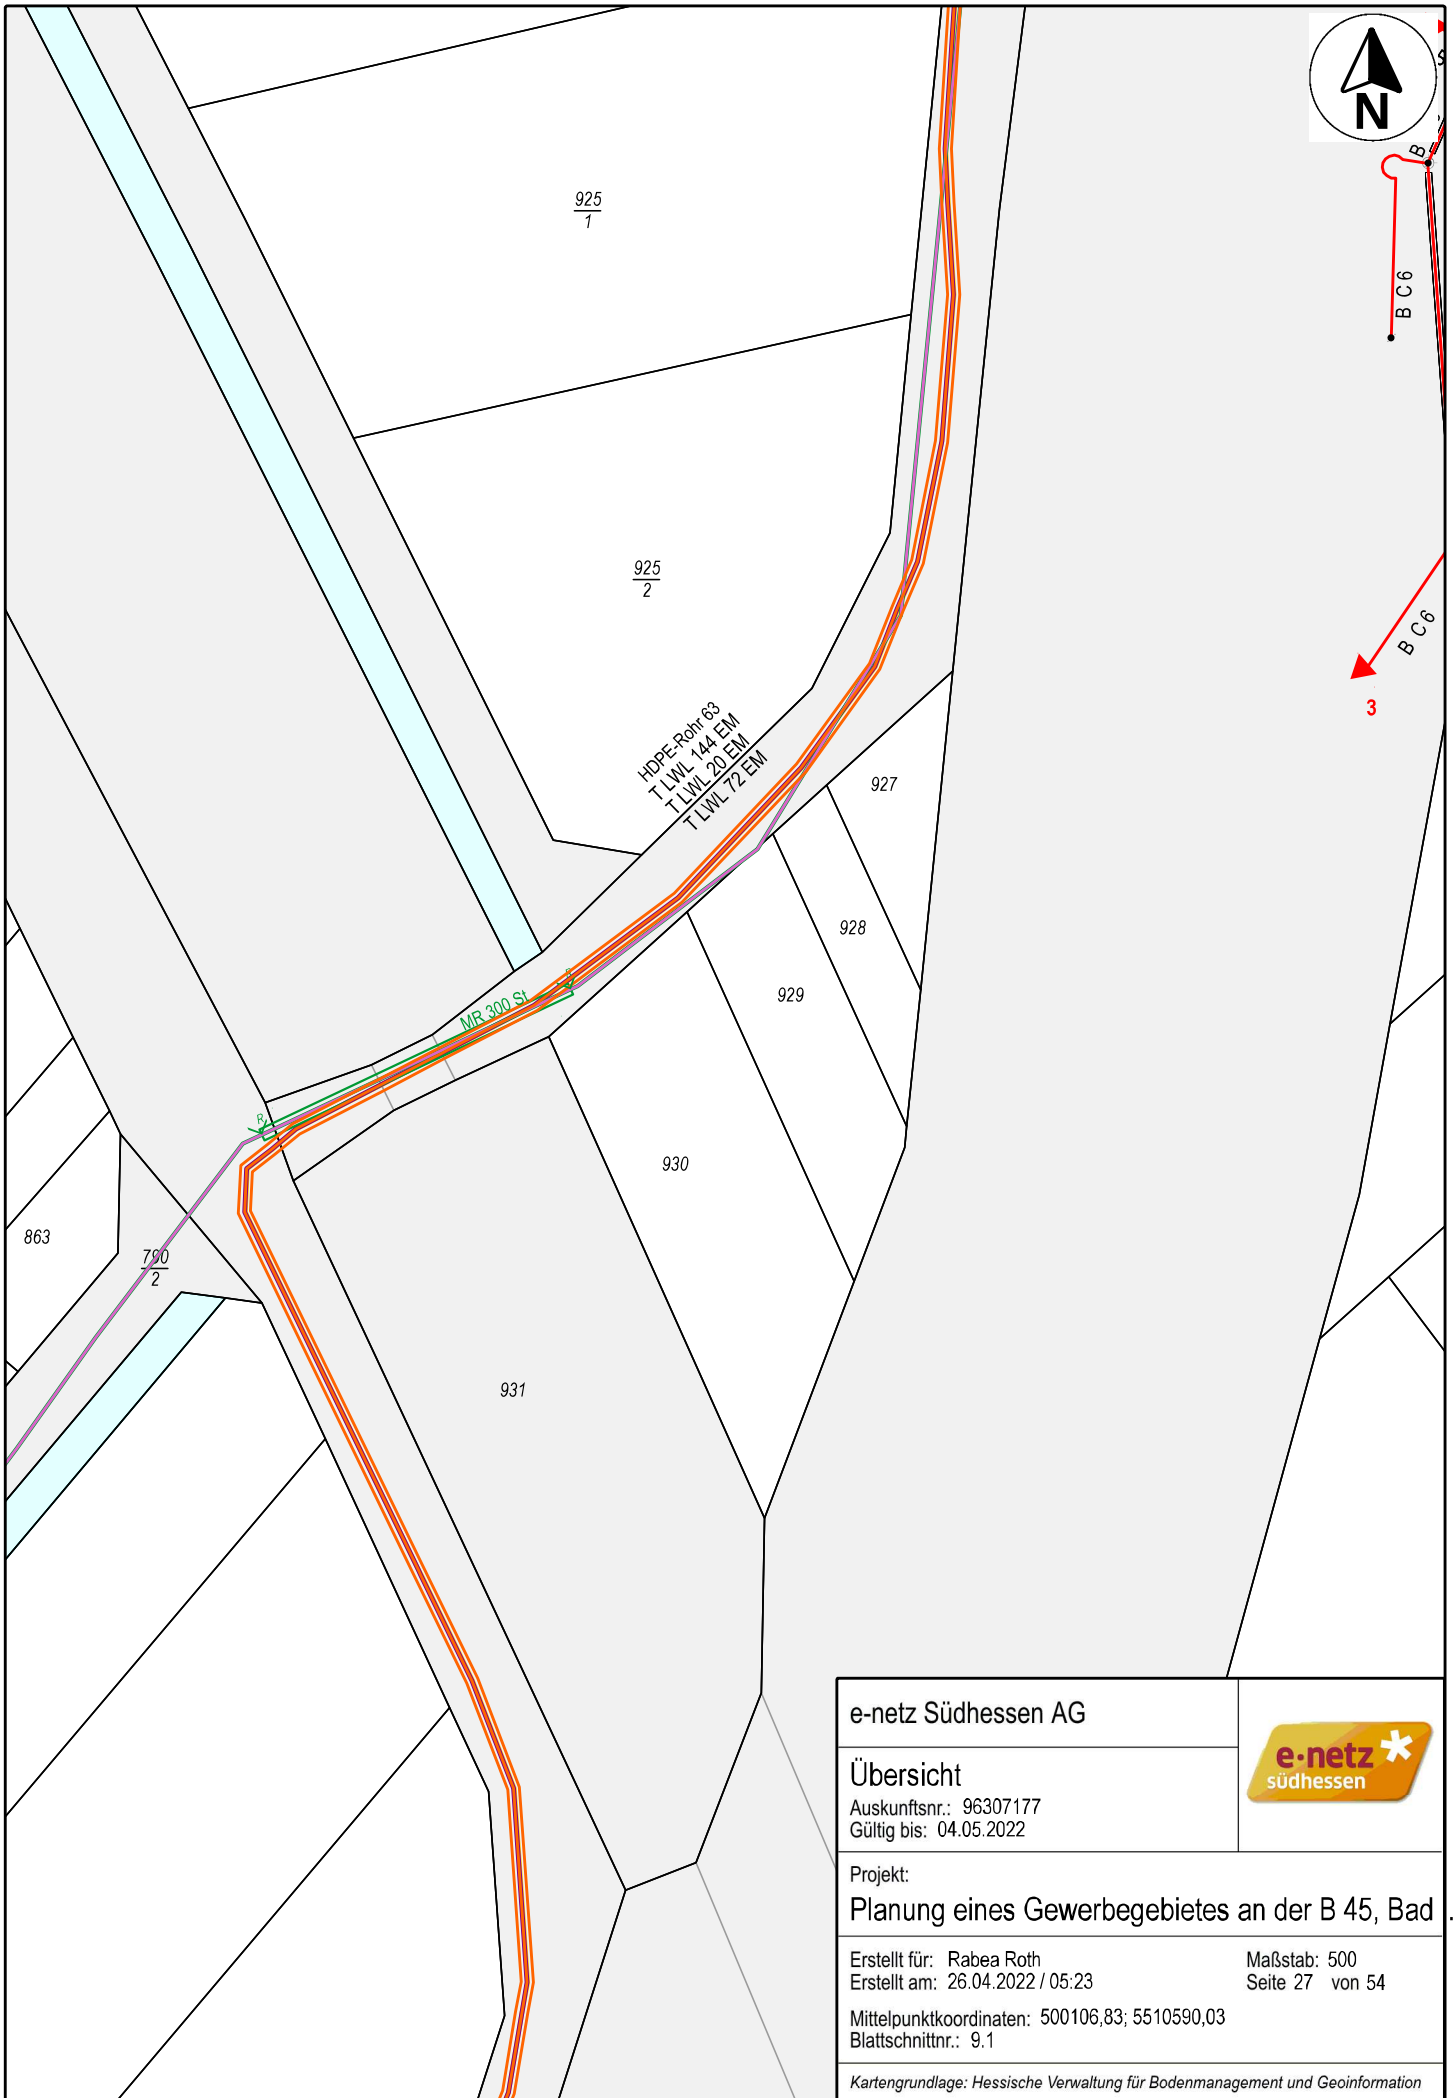 N
B
B C 6
925
1
925
2
B C 6
3
HDPE-Rohr 63
T LWL 144 EM
T LWL 20 EM
T LWL 72 EM
927
928
929
MR 300 St
R
930
863
790
2
931
e-netz Südhessen AG
e·netz
südhessen
Übersicht
Auskunftsnr.: 96307177
Gültig bis: 04.05.2022
Projekt:
Planung eines Gewerbegebietes an der B 45, Bad .
Erstellt für: Rabea Roth
Maßstab: 500
Erstellt am: 26.04.2022 / 05:23
Seite 27 von 54
Mittelpunktkoordinaten: 500106,83; 5510590,03
Blattschnittnr.: 9.1
Kartengrundlage: Hessische Verwaltung für Bodenmanagement und Geoinformation